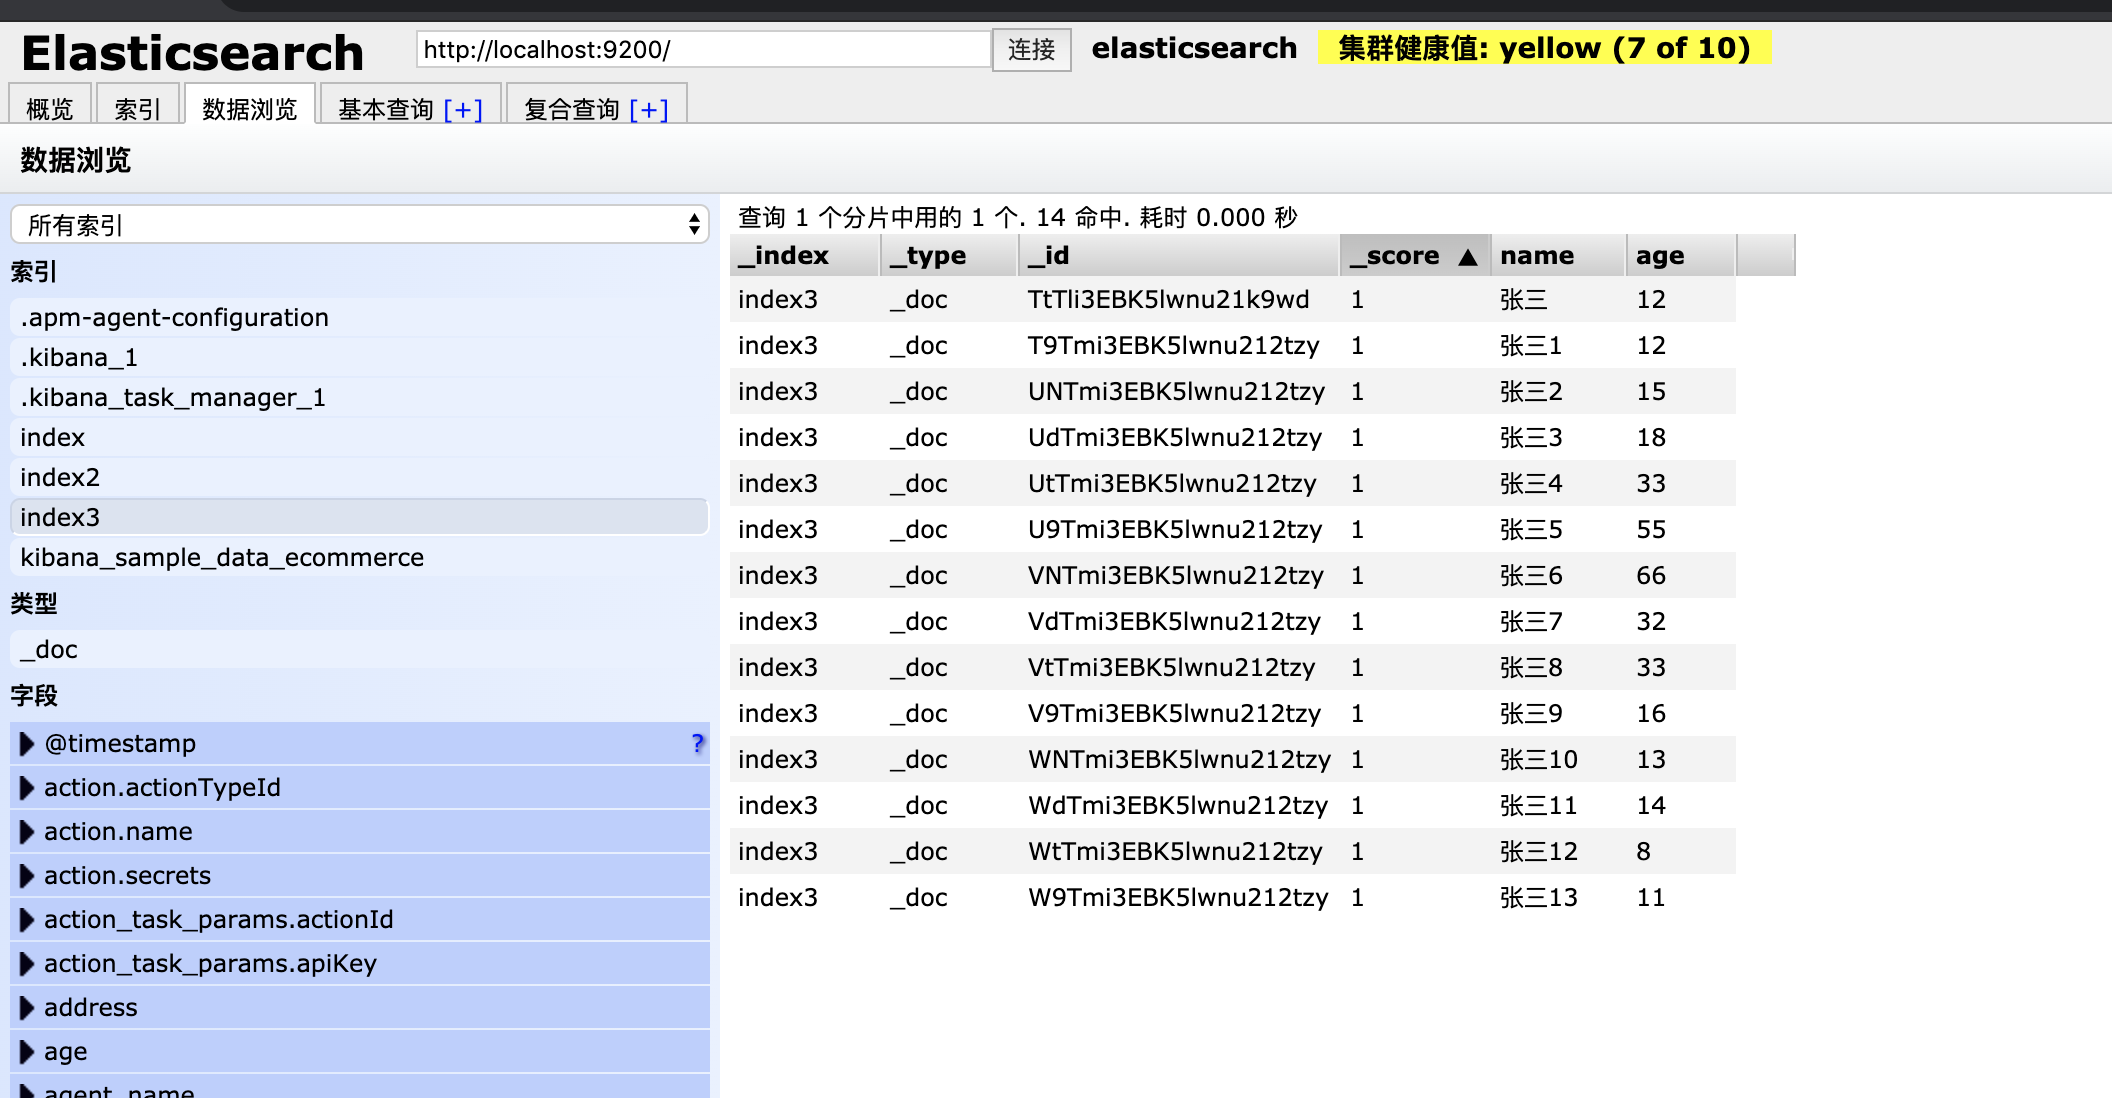 Elasticsearch http://localhost:9200/ 连接 elasticsearch 集群健康值: yellow (7 of 10)
概览 索引 数据浏览 基本查询 [+] 复合查询 [+]
数据浏览
所有索引
索引
.apm-agent-configuration
.kibana_1
.kibana_task_manager_1
index
index2
index3
kibana_sample_data_ecommerce
类型
_doc
字段
@timestamp ?
action.actionTypeId
action.name
action.secrets
action_task_params.actionId
action_task_params.apiKey
address
age
agent_name
查询 1 个分片中用的 1 个. 14 命中. 耗时 0.000 秒
_index _type _id _score ▲ name age
index3 _doc TtTli3EBK5lwnu21k9wd 1 张三 12
index3 _doc T9Tmi3EBK5lwnu212tzy 1 张三1 12
index3 _doc UNTmi3EBK5lwnu212tzy 1 张三2 15
index3 _doc UdTmi3EBK5lwnu212tzy 1 张三3 18
index3 _doc UtTmi3EBK5lwnu212tzy 1 张三4 33
index3 _doc U9Tmi3EBK5lwnu212tzy 1 张三5 55
index3 _doc VNTmi3EBK5lwnu212tzy 1 张三6 66
index3 _doc VdTmi3EBK5lwnu212tzy 1 张三7 32
index3 _doc VtTmi3EBK5lwnu212tzy 1 张三8 33
index3 _doc V9Tmi3EBK5lwnu212tzy 1 张三9 16
index3 _doc WNTmi3EBK5lwnu212tzy 1 张三10 13
index3 _doc WdTmi3EBK5lwnu212tzy 1 张三11 14
index3 _doc WtTmi3EBK5lwnu212tzy 1 张三12 8
index3 _doc W9Tmi3EBK5lwnu212tzy 1 张三13 11